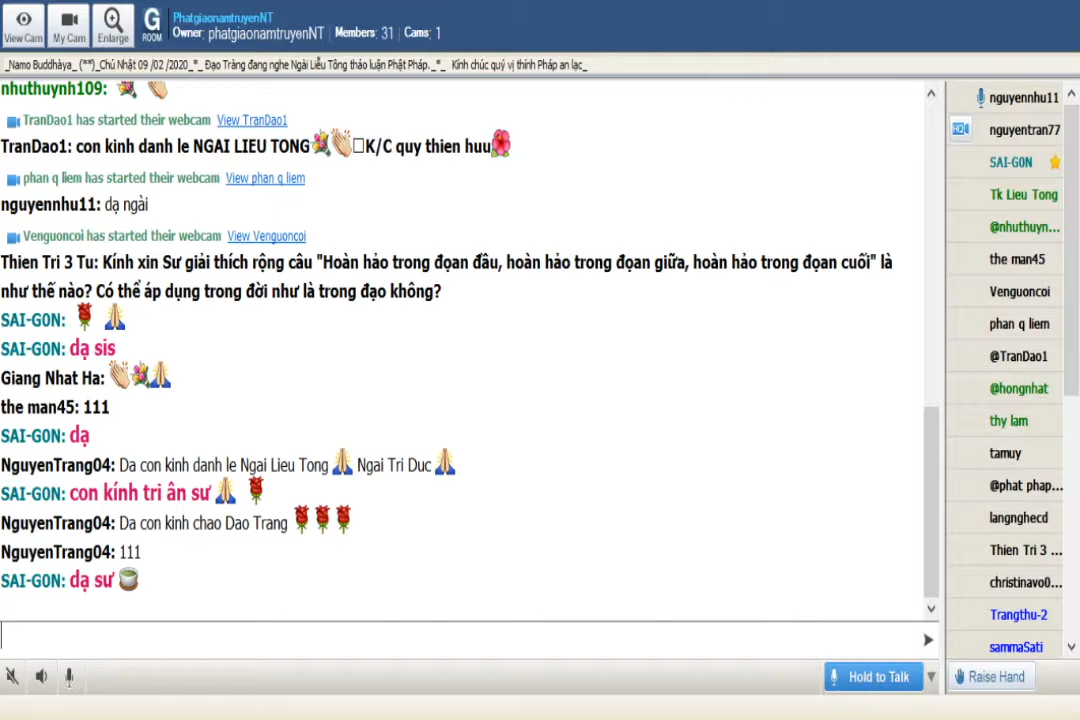 PhatgiaonamtruyenNT
Owner: phatgiaonamtruyenNT | Members: 31 | Cams: 1
View Cam
My Cam
Enlarge
G ROOM
_Namo Buddhàya_ (**)_Chủ Nhật 09 /02 /2020_*_ Đạo Tràng đang nghe Ngài Liễu Tông thảo luận Phật Pháp._*_ Kính chúc quý vị thính Pháp an lạc_
nhuthuynh109:
TranDao1 has started their webcam View TranDao1
TranDao1: con kinh danh le NGAI LIEU TONG K/C quy thien huu
phan q liem has started their webcam View phan q liem
nguyennhu11: dạ ngài
Venguoncoi has started their webcam View Venguoncoi
Thien Tri 3 Tu: Kính xin Sư giải thích rộng câu "Hoàn hảo trong đoạn đầu, hoàn hảo trong đoạn giữa, hoàn hảo trong đoạn cuối" là
như thế nào? Có thể áp dụng trong đời như là trong đạo không?
SAI-GON:
SAI-GON: dạ sis
Giang Nhat Ha:
the man45: 111
SAI-GON: dạ
NguyenTrang04: Da con kinh danh le Ngai Lieu Tong Ngai Tri Duc
SAI-GON: con kính tri ân sư
NguyenTrang04: Da con kinh chao Dao Trang
NguyenTrang04: 111
SAI-GON: dạ sư
nguyennhu11
HD
nguyentran77
SAI-GON
Tk Lieu Tong
@nhuthuyn...
the man45
Venguoncoi
phan q liem
@TranDao1
@hongnhat
thy lam
tamuy
@phat phap...
langnghecd
Thien Tri 3 ...
christinavo0...
Trangthu-2
sammaSati
Hold to Talk
Raise Hand